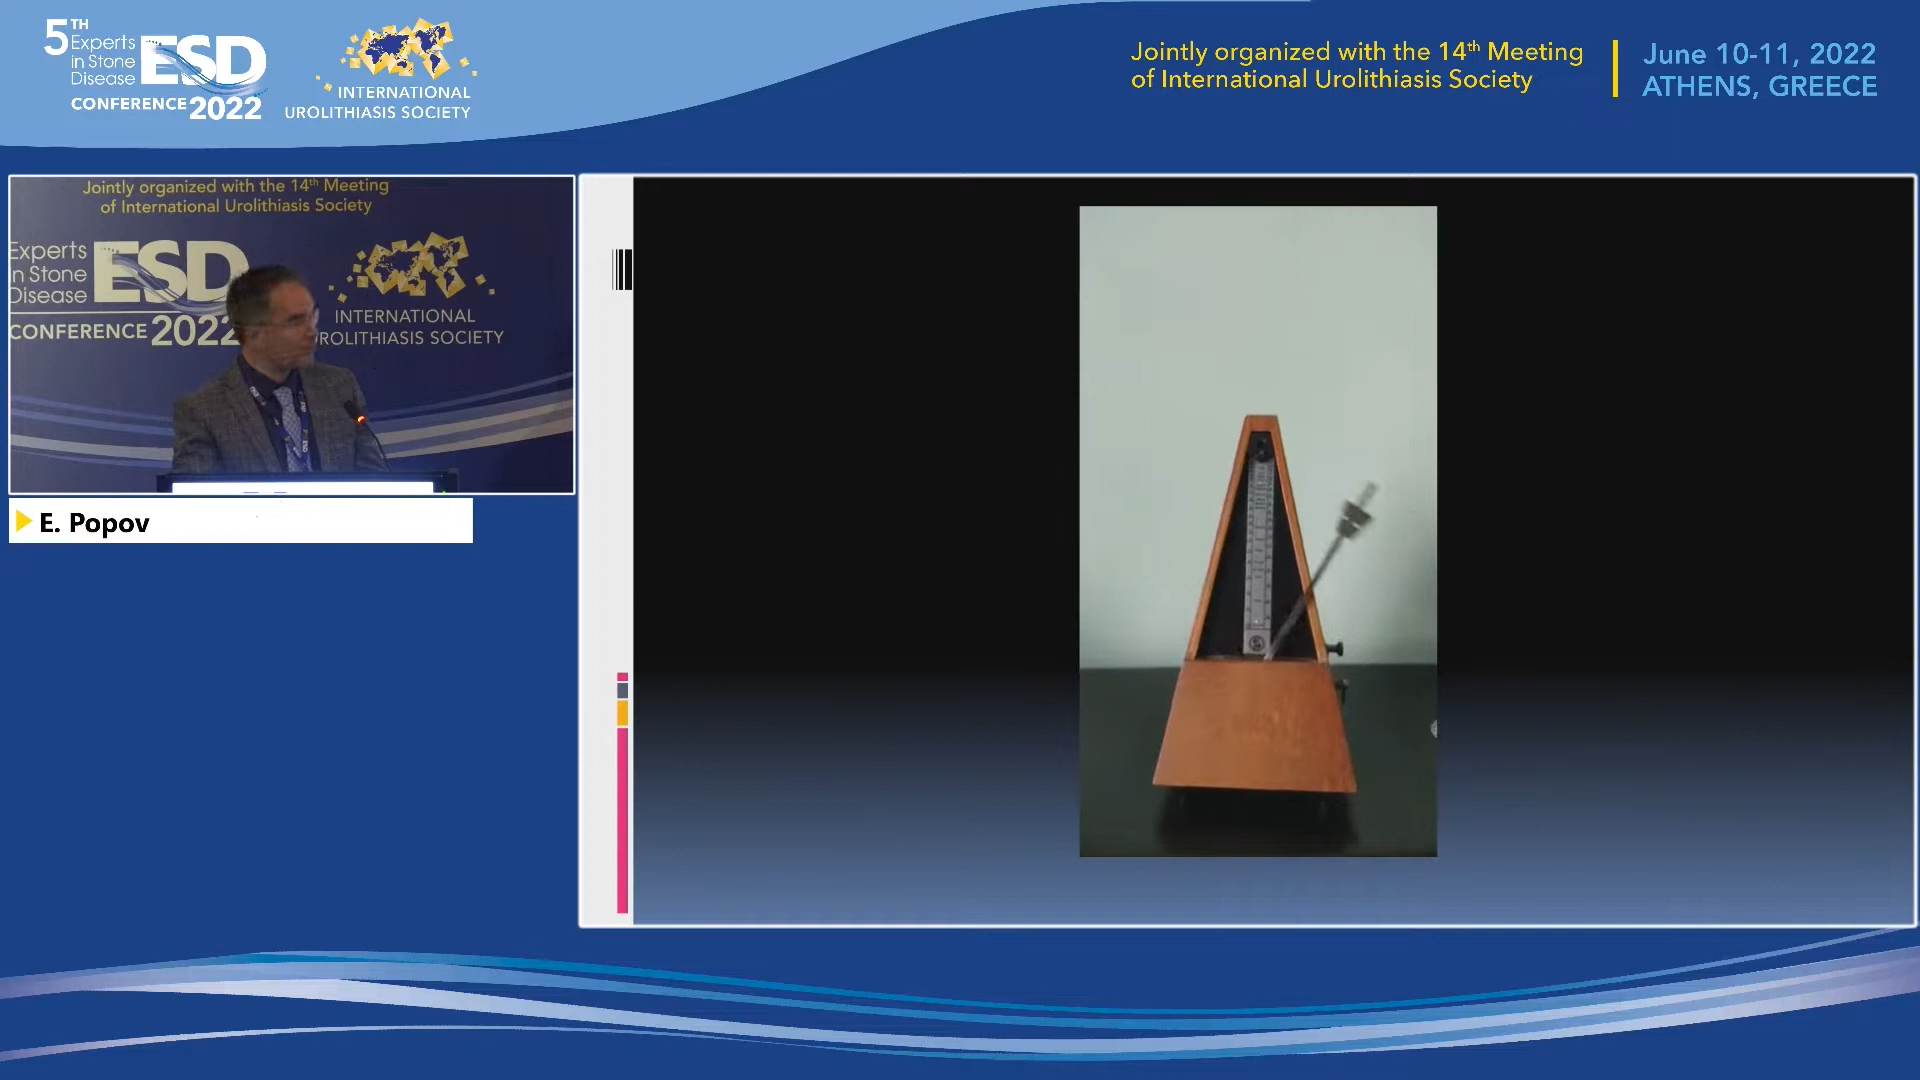 5TH
Experts
in Stone
Disease
ESD
CONFERENCE 2022
INTERNATIONAL
UROLITHIASIS SOCIETY
Jointly organized with the 14th Meeting
of International Urolithiasis Society
June 10-11, 2022
ATHENS, GREECE
Jointly organized with the 14th Meeting
of International Urolithiasis Society
Experts
in Stone
Disease
ESD
CONFERENCE 2022
INTERNATIONAL
ROLITHIASIS SOCIETY
E. Popov